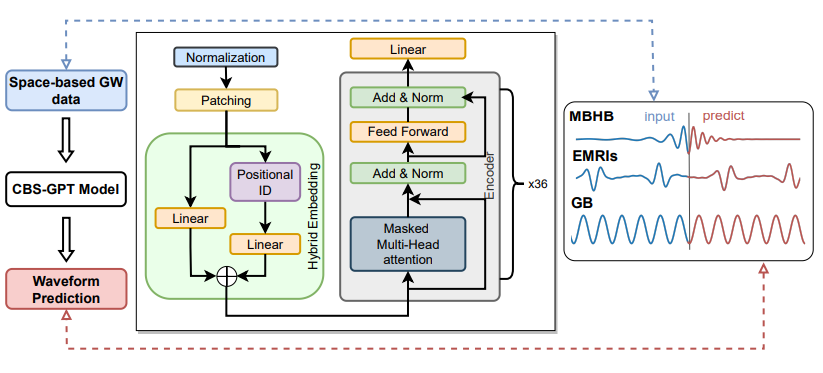 Space-based GW
data
CBS-GPT Model
Waveform
Prediction
Normalization
Patching
Positional
ID
Linear
Linear
Hybrid Embedding
Linear
Add & Norm
Feed Forward
Add & Norm
Masked
Multi-Head
attention
Encoder
x36
MBHB input predict
EMRIs
GB